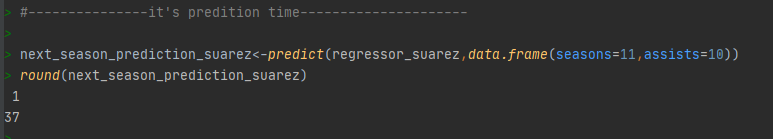 > #---------------it's predition time---------------------
>
> next_season_prediction_suarez<-predict(regressor_suarez,data.frame(seasons=11,assists=10))
> round(next_season_prediction_suarez)
 1
37
>